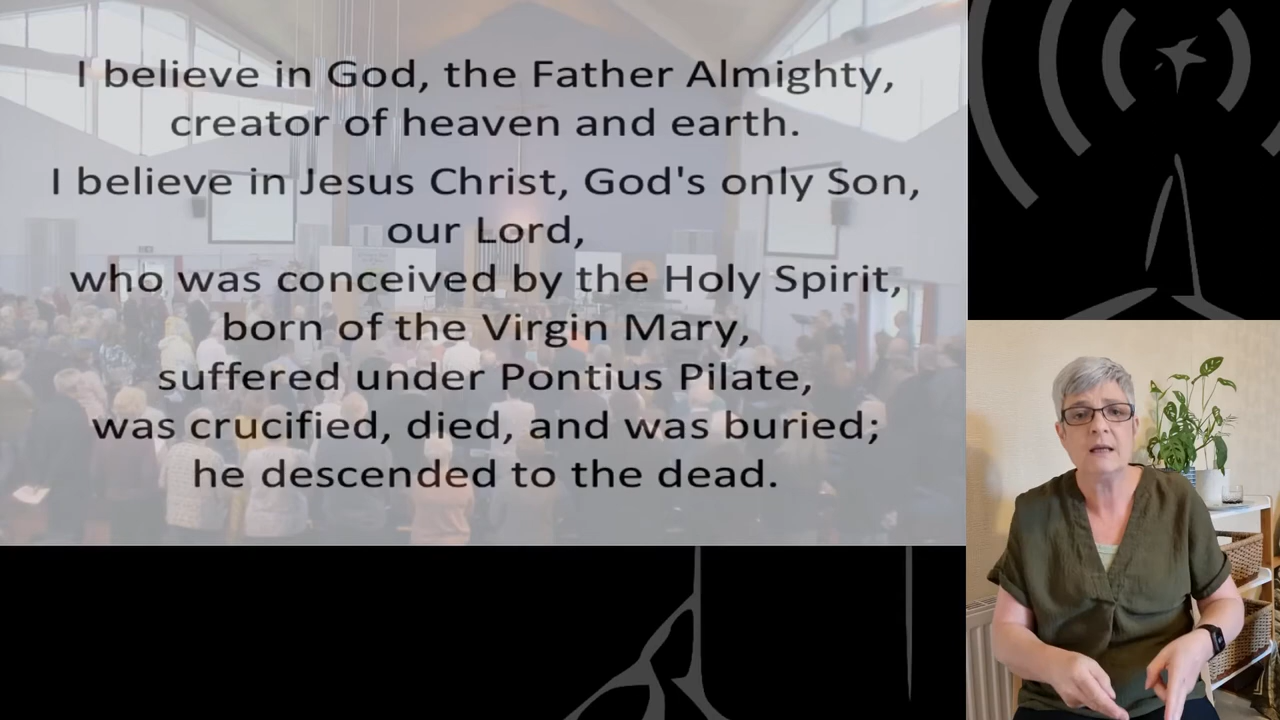 I believe in God, the Father Almighty,
creator of heaven and earth.
I believe in Jesus Christ, God's only Son,
our Lord,
who was conceived by the Holy Spirit,
born of the Virgin Mary,
suffered under Pontius Pilate,
was crucified, died, and was buried;
he descended to the dead.